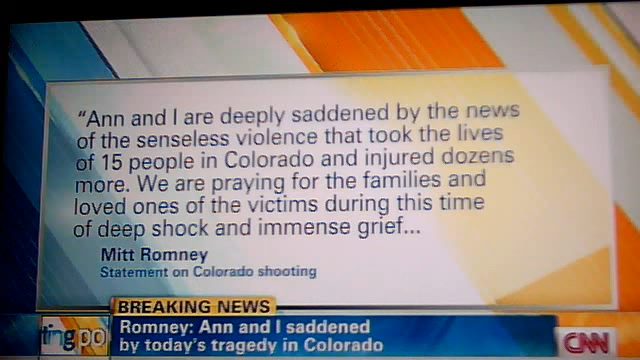 “Ann and I are deeply saddened by the news
of the senseless violence that took the lives
of 15 people in Colorado and injured dozens
more. We are praying for the families and
loved ones of the victims during this time
of deep shock and immense grief...
Mitt Romney
Statement on Colorado shooting
BREAKING NEWS
ting po
Romney: Ann and I saddened
by today's tragedy in Colorado
CNN